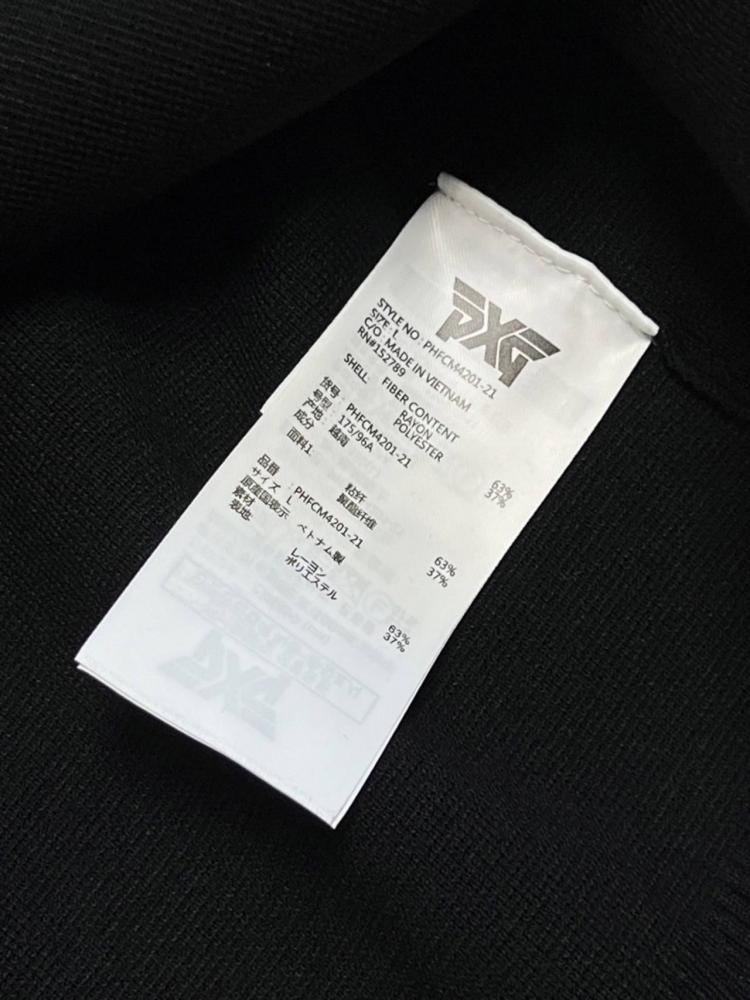 PXG
STYLE NO : PHFCM4201-21
SIZE: L
C/O: MADE IN VIETNAM
RN#152789
FIBER CONTENT
SHELL: RAYON 63%
POLYESTER 37%
货号: PHFCM4201-21
号型: 175/96A
产地: 越南
成分
面料1: 粘纤 63%
聚酯纤维 37%
品番 : PHFCM4201-21
サイズ : L
原産国表示 ベトナム製
素材
表地: レーヨン 63%
ポリエステル 37%